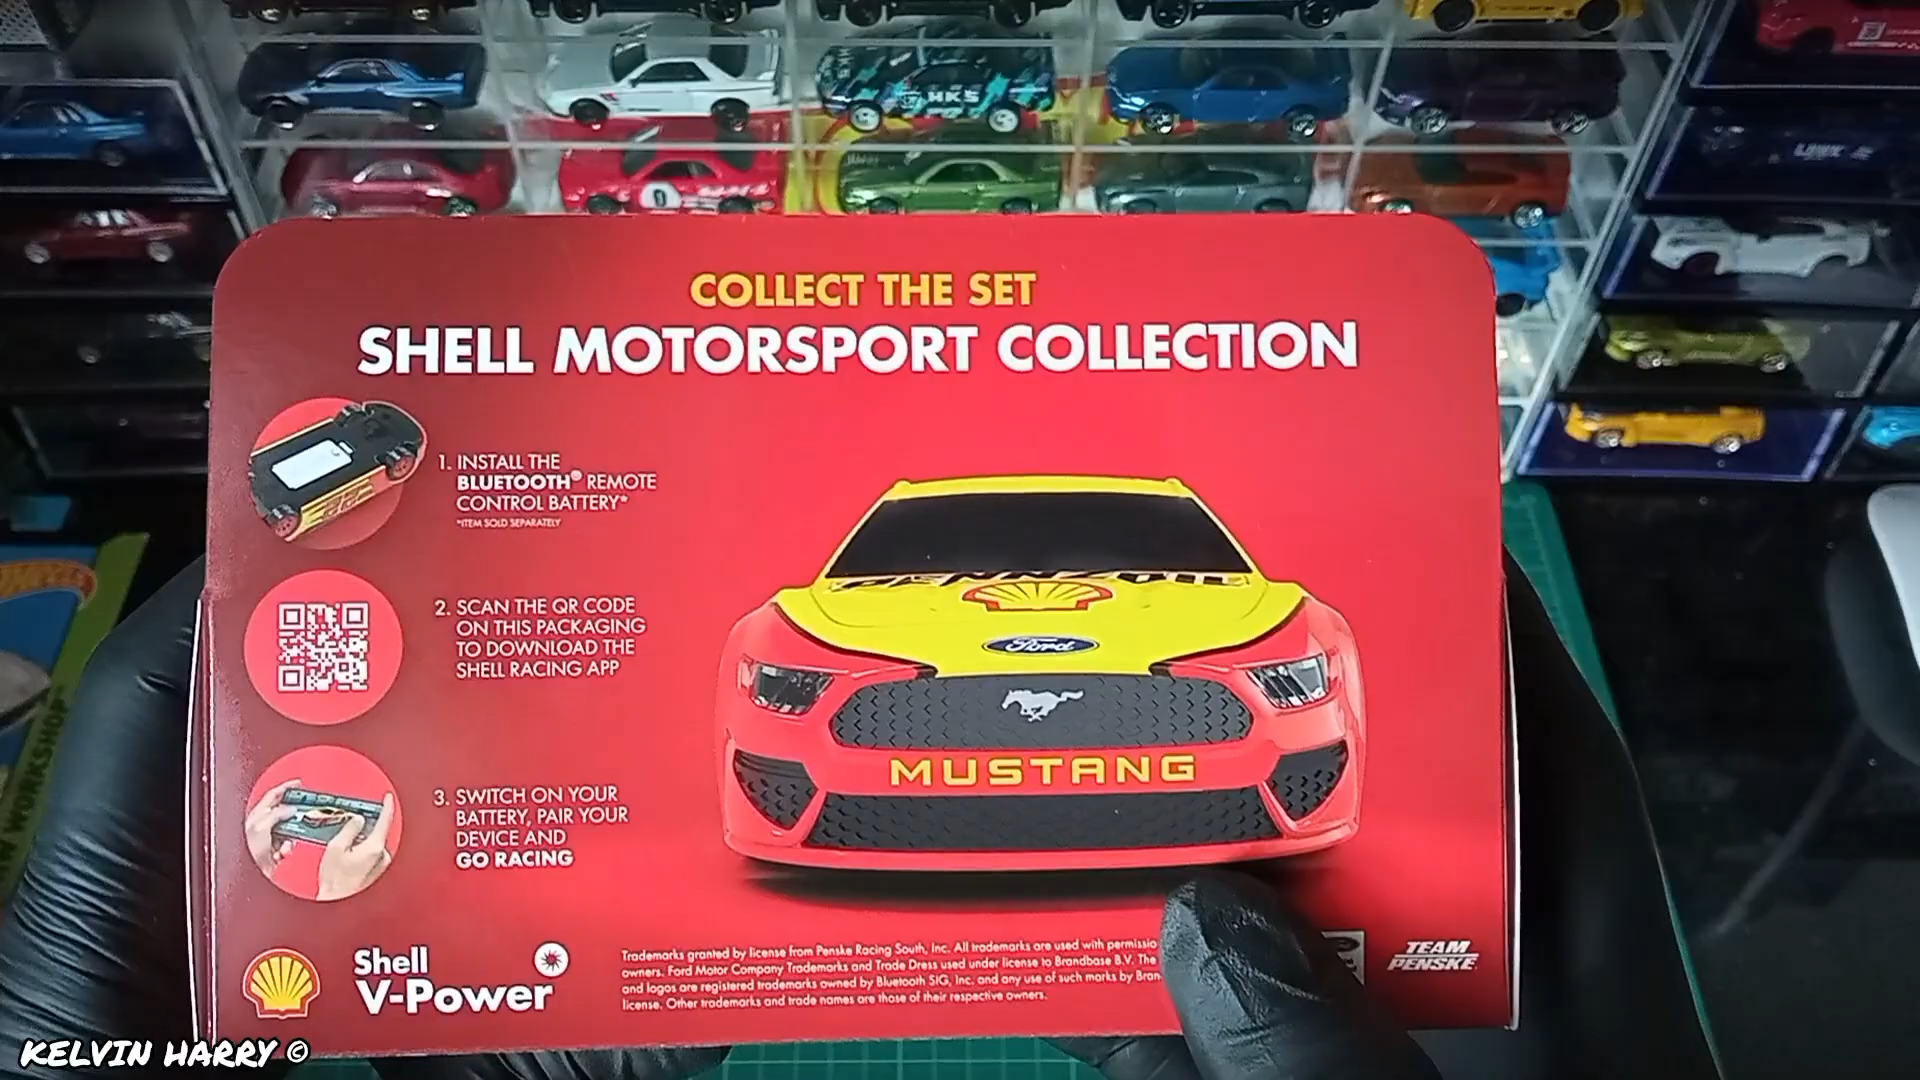 HKS
0
COLLECT THE SET
SHELL MOTORSPORT COLLECTION
1. INSTALL THE
BLUETOOTH® REMOTE
CONTROL BATTERY*
*ITEM SOLD SEPARATELY
2. SCAN THE QR CODE
ON THIS PACKAGING
TO DOWNLOAD THE
SHELL RACING APP
3. SWITCH ON YOUR
BATTERY, PAIR YOUR
DEVICE AND
GO RACING
PENNZOIL
Ford
MUSTANG
Shell
V-Power
Trademarks granted by license from Penske Racing South, Inc. All trademarks are used with permissio
owners. Ford Motor Company Trademarks and Trade Dress used under license to Brandbase B.V. The
and logos are registered trademarks owned by Bluetooth SIG, Inc. and any use of such marks by Bran
license. Other trademarks and trade names are those of their respective owners.
TEAM
PENSKE
WORKSHOP
KELVIN HARRY ©